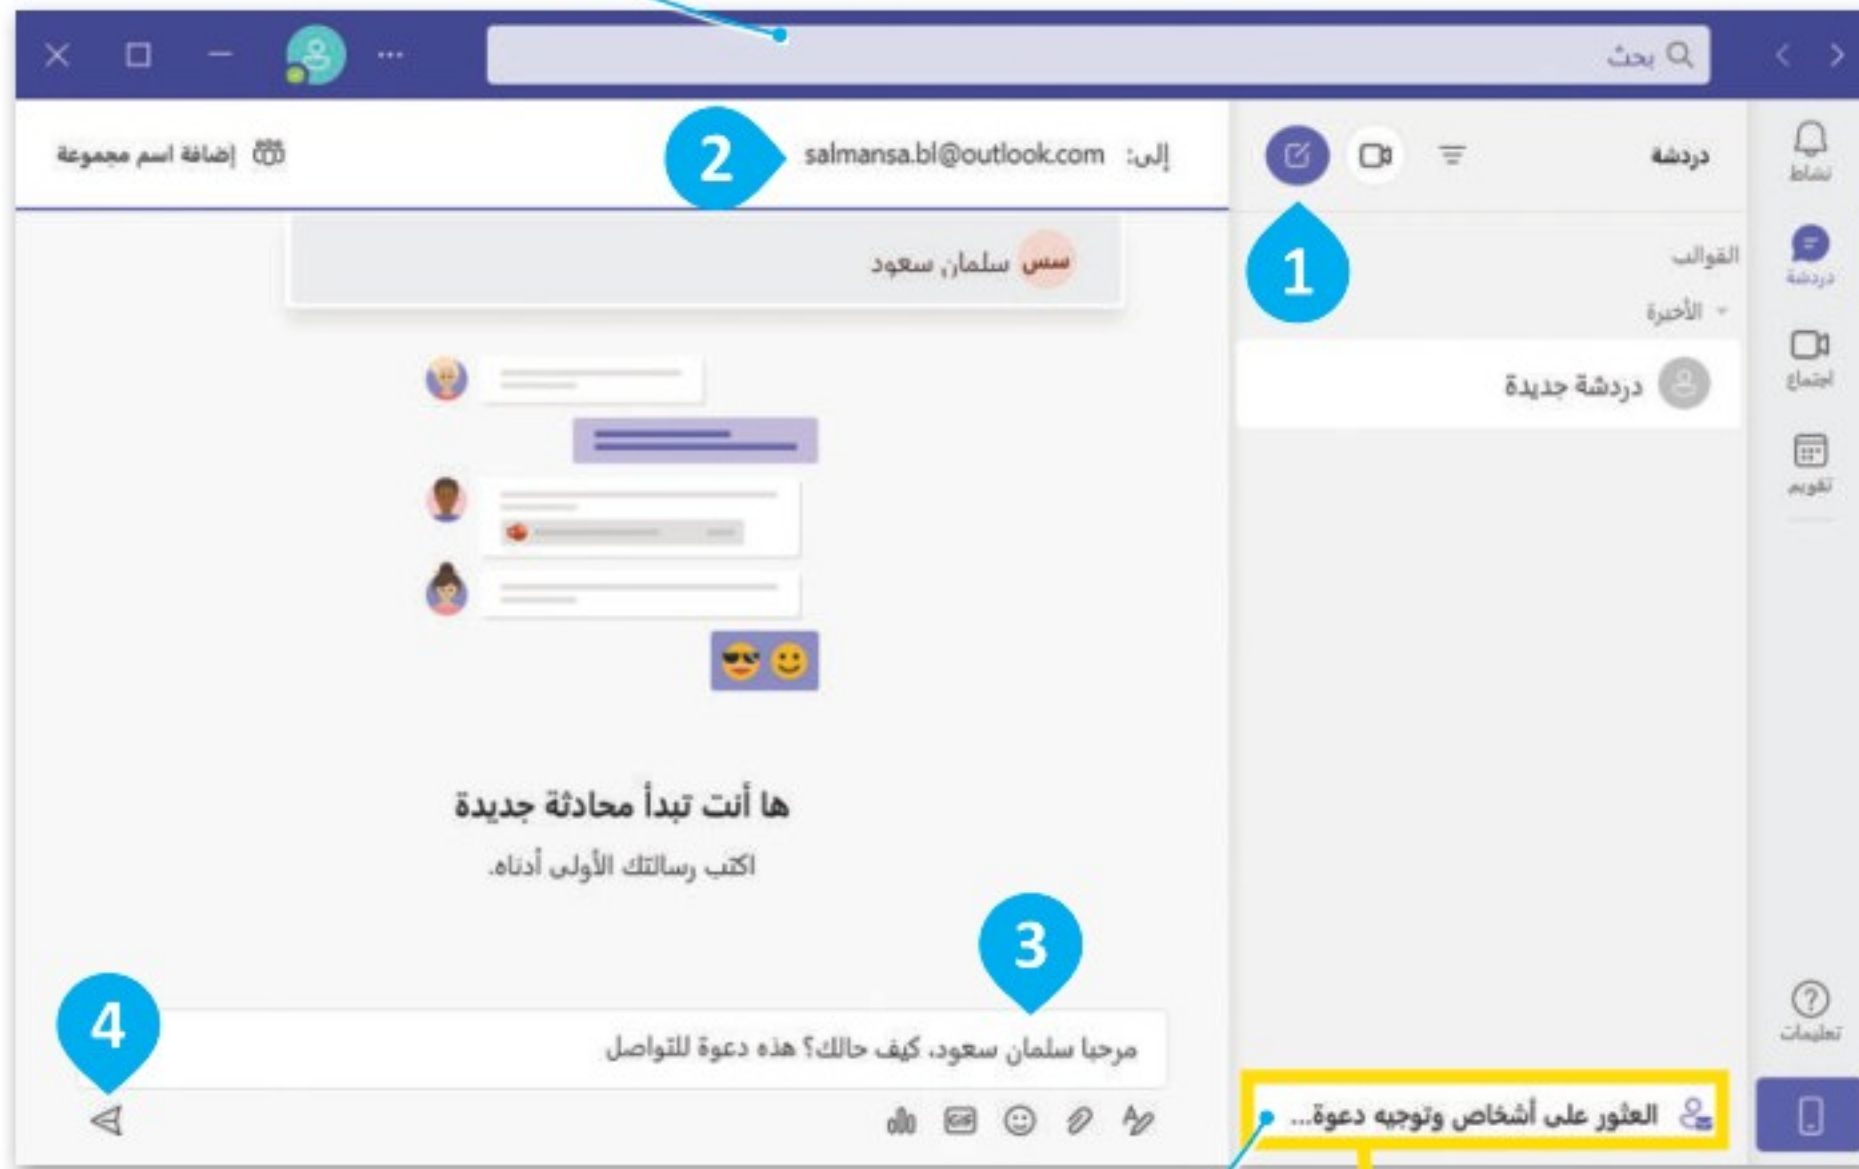 بحث
نشاط
دردشة
اجتماع
تقويم
تعليمات
دردشة
1
القوالب
الأخيرة
دردشة جديدة
العثور على أشخاص وتوجيه دعوة...
إلى: salmansa.bl@outlook.com
2
إضافة اسم مجموعة
سس سلمان سعود
ها أنت تبدأ محادثة جديدة
اكتب رسالتك الأولى أدناه.
3
مرحبا سلمان سعود، كيف حالك؟ هذه دعوة للتواصل
4
GIF